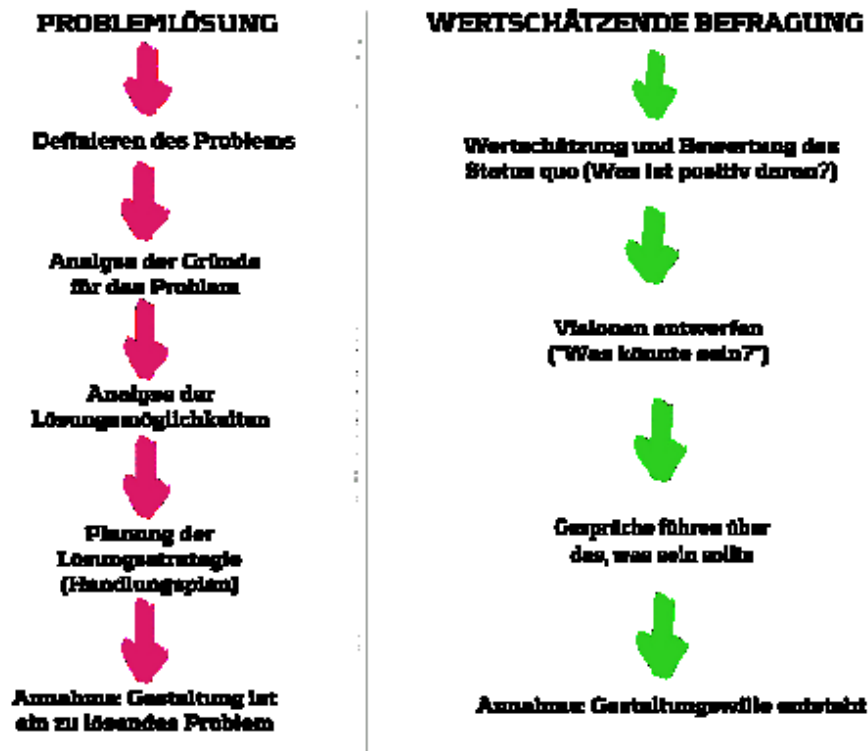 PROBLEMLÖSUNG
Definieren des Problems
Analyse der Gründe
für das Problem
Analyse der
Lösungsmöglichkeiten
Planung der
Lösungsstrategie
(Handlungsplan)
Annahme: Gestaltung ist
ein zu lösendes Problem
WERTSCHÄTZENDE BEFRAGUNG
Wertschätzung und Bewertung des
Status quo (Was ist positiv daran?)
Visionen entwerfen
("Was könnte sein?")
Gespräche führen über
das, was sein sollte
Annahme: Gestaltungswille entsteht